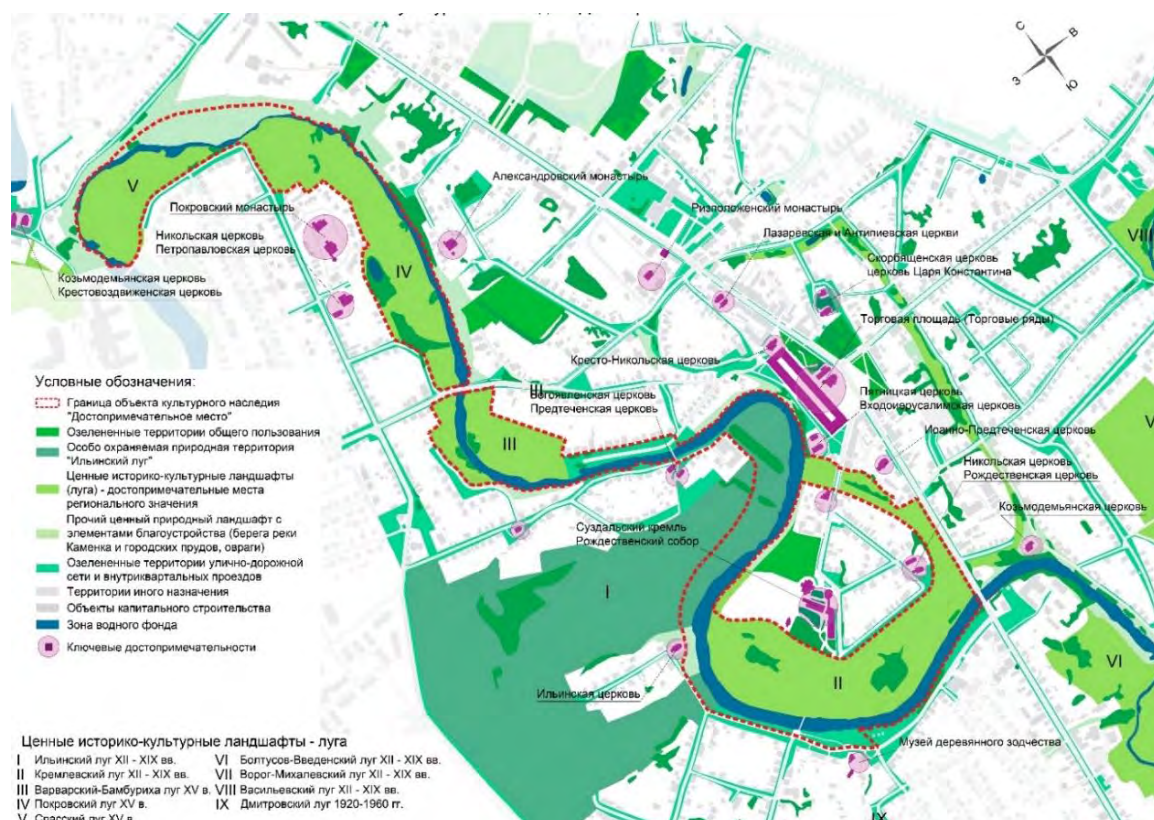 С
В
З
Ю
V
IV
III
III
I
II
VI
VIII
V
IX
Александровский монастырь
Покровский монастырь
Ризположенский монастырь
Никольская церковь
Петропавловская церковь
Лазаревская и Антипиевская церкви
Скорбященская церковь
церковь Царя Константина
Козьмодемьянская церковь
Крестовоздвиженская церковь
Торговая площадь (Торговые ряды)
Кресто-Никольская церковь
Богоявленская церковь
Предтеченская церковь
Пятницкая церковь
Входоиерусалимская церковь
Иоанно-Предтеченская церковь
Никольская церковь
Рождественская церковь
Козьмодемьянская церковь
Суздальский кремль
Рождественский собор
Ильинская церковь
Музей деревянного зодчества
Условные обозначения:
Граница объекта культурного наследия
"Достопримечательное место"
Озелененные территории общего пользования
Особо охраняемая природная территория
"Ильинский луг"
Ценные историко-культурные ландшафты
(луга) - достопримечательные места
регионального значения
Прочий ценный природный ландшафт с
элементами благоустройства (берега реки
Каменка и городских прудов, овраги)
Озелененные территории улично-дорожной
сети и внутриквартальных проездов
Территории иного назначения
Объекты капитального строительства
Зона водного фонда
Ключевые достопримечательности
Ценные историко-культурные ландшафты - луга
I Ильинский луг XII - XIX вв.
II Кремлевский луг XII - XIX вв.
III Варварский-Бамбуриха луг XV в.
IV Покровский луг XV в.
V Спасский луг XV в.
VI Болтусов-Введенский луг XII - XIX вв.
VII Ворог-Михалевский луг XII - XIX вв.
VIII Васильевский луг XII - XIX вв.
IX Дмитровский луг 1920-1960 гг.